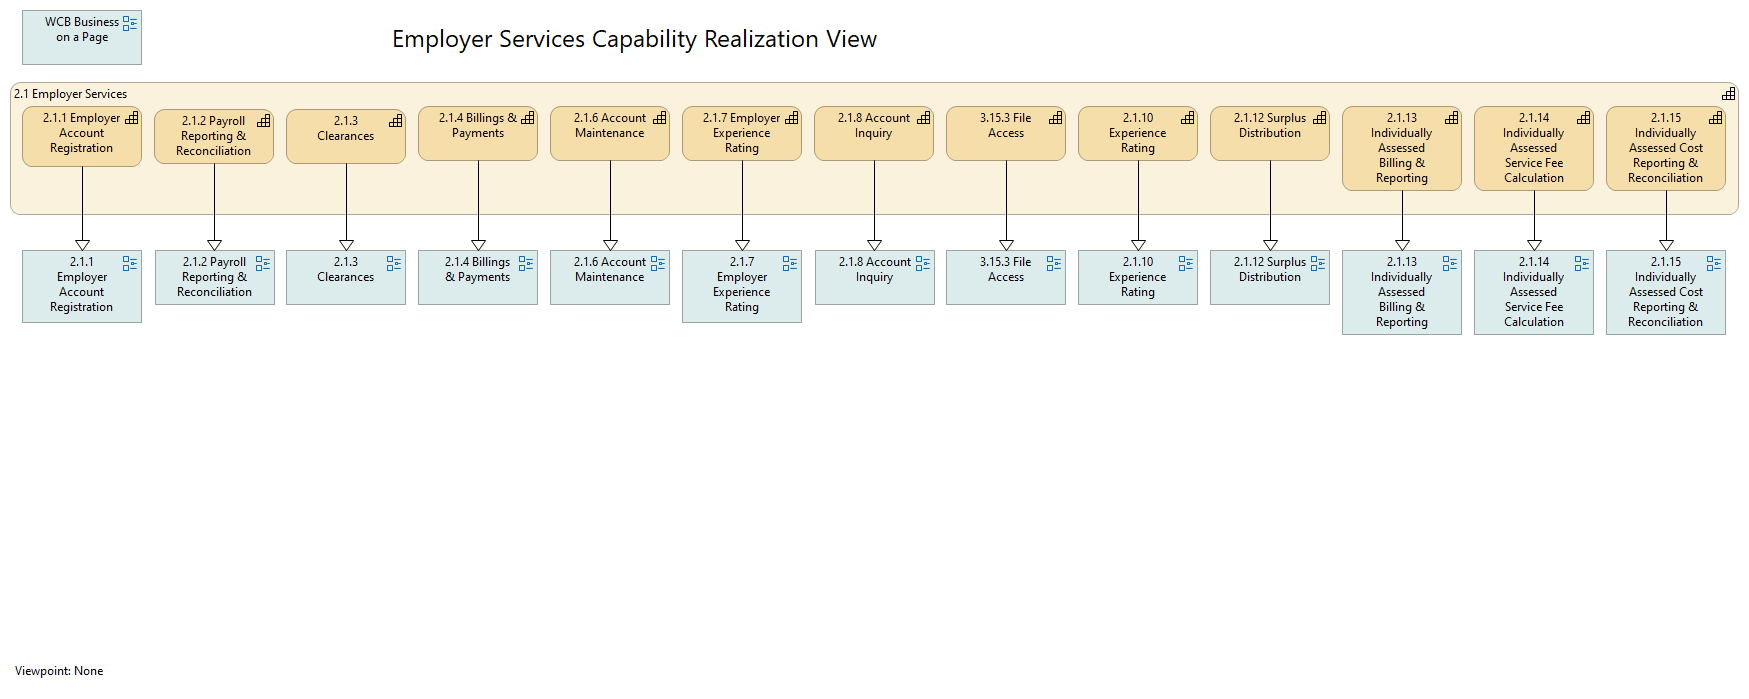 WCB Business
on a Page
Employer Services Capability Realization View
2.1 Employer Services
2.1.1 Employer
Account
Registration
2.1.2 Payroll
Reporting &
Reconciliation
2.1.3
Clearances
2.1.4 Billings &
Payments
2.1.6 Account
Maintenance
2.1.7 Employer
Experience
Rating
2.1.8 Account
Inquiry
3.15.3 File
Access
2.1.10
Experience
Rating
2.1.12 Surplus
Distribution
2.1.13
Individually
Assessed
Billing &
Reporting
2.1.14
Individually
Assessed
Service Fee
Calculation
2.1.15
Individually
Assessed Cost
Reporting &
Reconciliation
2.1.1
Employer
Account
Registration
2.1.2 Payroll
Reporting &
Reconciliation
2.1.3
Clearances
2.1.4 Billings
& Payments
2.1.6 Account
Maintenance
2.1.7
Employer
Experience
Rating
2.1.8 Account
Inquiry
3.15.3 File
Access
2.1.10
Experience
Rating
2.1.12 Surplus
Distribution
2.1.13
Individually
Assessed
Billing &
Reporting
2.1.14
Individually
Assessed
Service Fee
Calculation
2.1.15
Individually
Assessed Cost
Reporting &
Reconciliation
Viewpoint: None